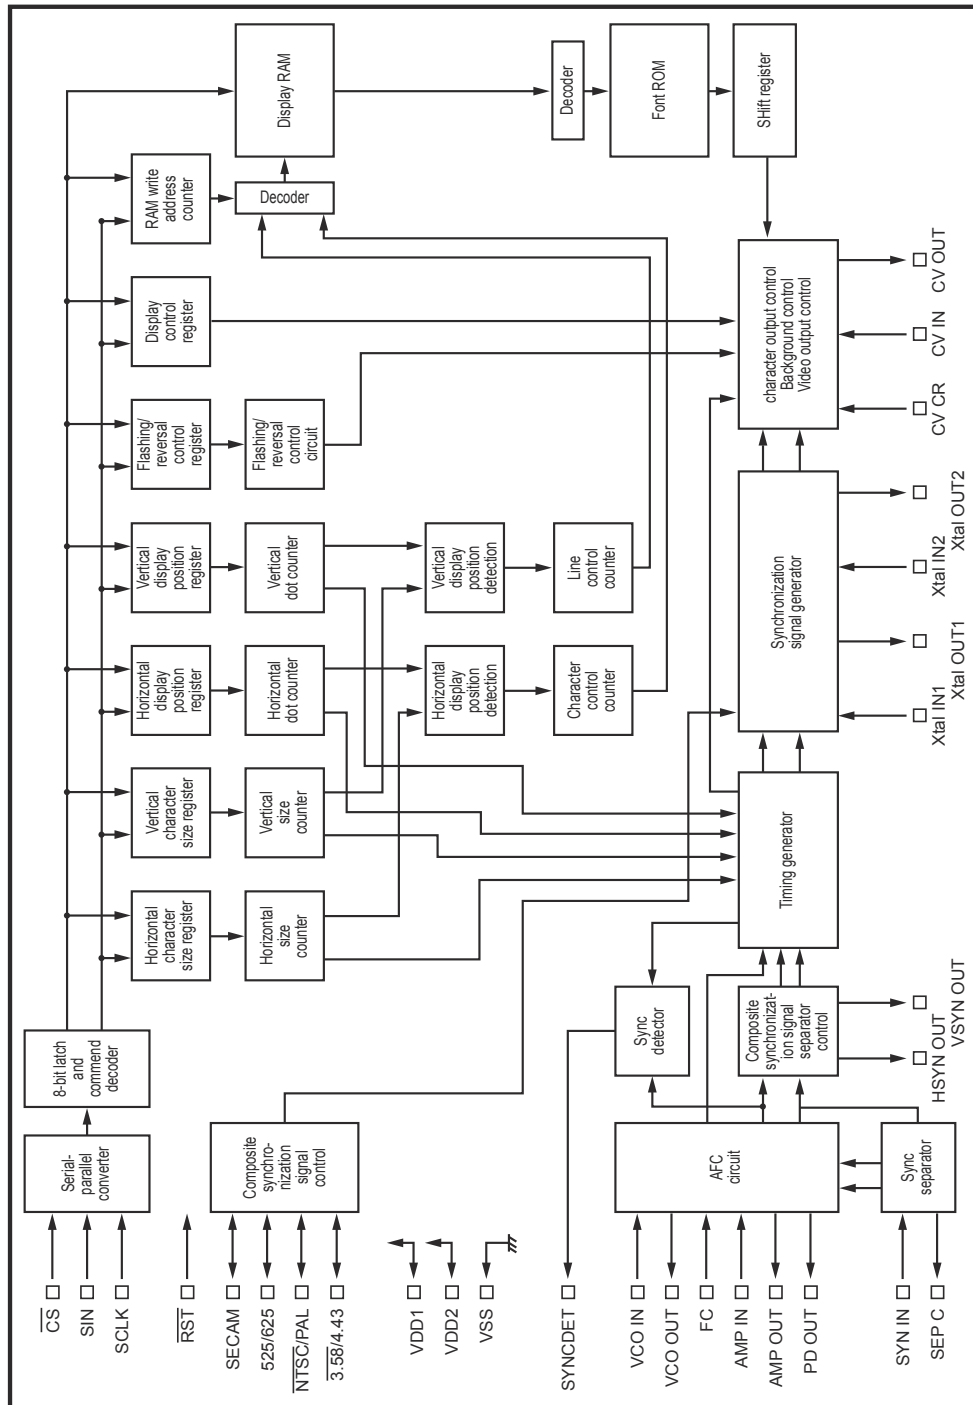 Display RAM
Decoder
Font ROM
SHift register
RAM write
address
counter
Decoder
Display
control
register
Flashing/
reversal
control
register
Flashing/
reversal
control
circuit
Vertical
display
position
register
Vertical
dot counter
Vertical
display
position
detection
Line
control
counter
Horizontal
display
position
register
Horizontal
dot counter
Horizontal
display
position
detection
Character
control
counter
Vertical
character
size register
Vertical
size
counter
Horizontal
character
size register
Horizontal
size
counter
character output control
Background control
Video output control
Synchronization
signal generator
Timing generator
8-bit latch
and
commend
decoder
Serial-
parallel
converter
Composite
synchro-
nization
signal
control
Sync
detector
Composite
synchronizat-
ion signal
separator
control
AFC
circuit
Sync
separator
CV OUT
CV IN
CV CR
Xtal OUT2
Xtal IN2
Xtal OUT1
Xtal IN1
VSYN OUT
HSYN OUT
CS
SIN
SCLK
RST
SECAM
525/625
NTSC/PAL
3.58/4.43
VDD1
VDD2
VSS
SYNCDET
VCO IN
VCO OUT
FC
AMP IN
AMP OUT
PD OUT
SYN IN
SEP C